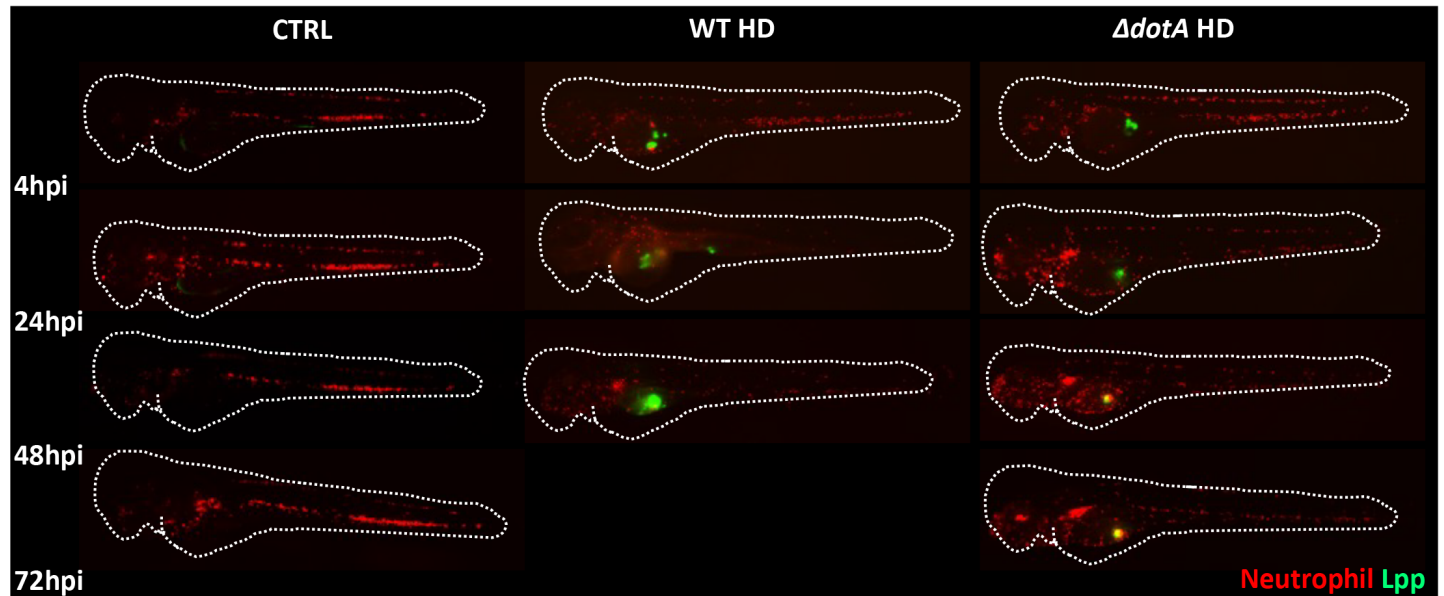 CTRL WT HD ΔdotA HD
4hpi
24hpi
48hpi
72hpi
Neutrophil Lpp